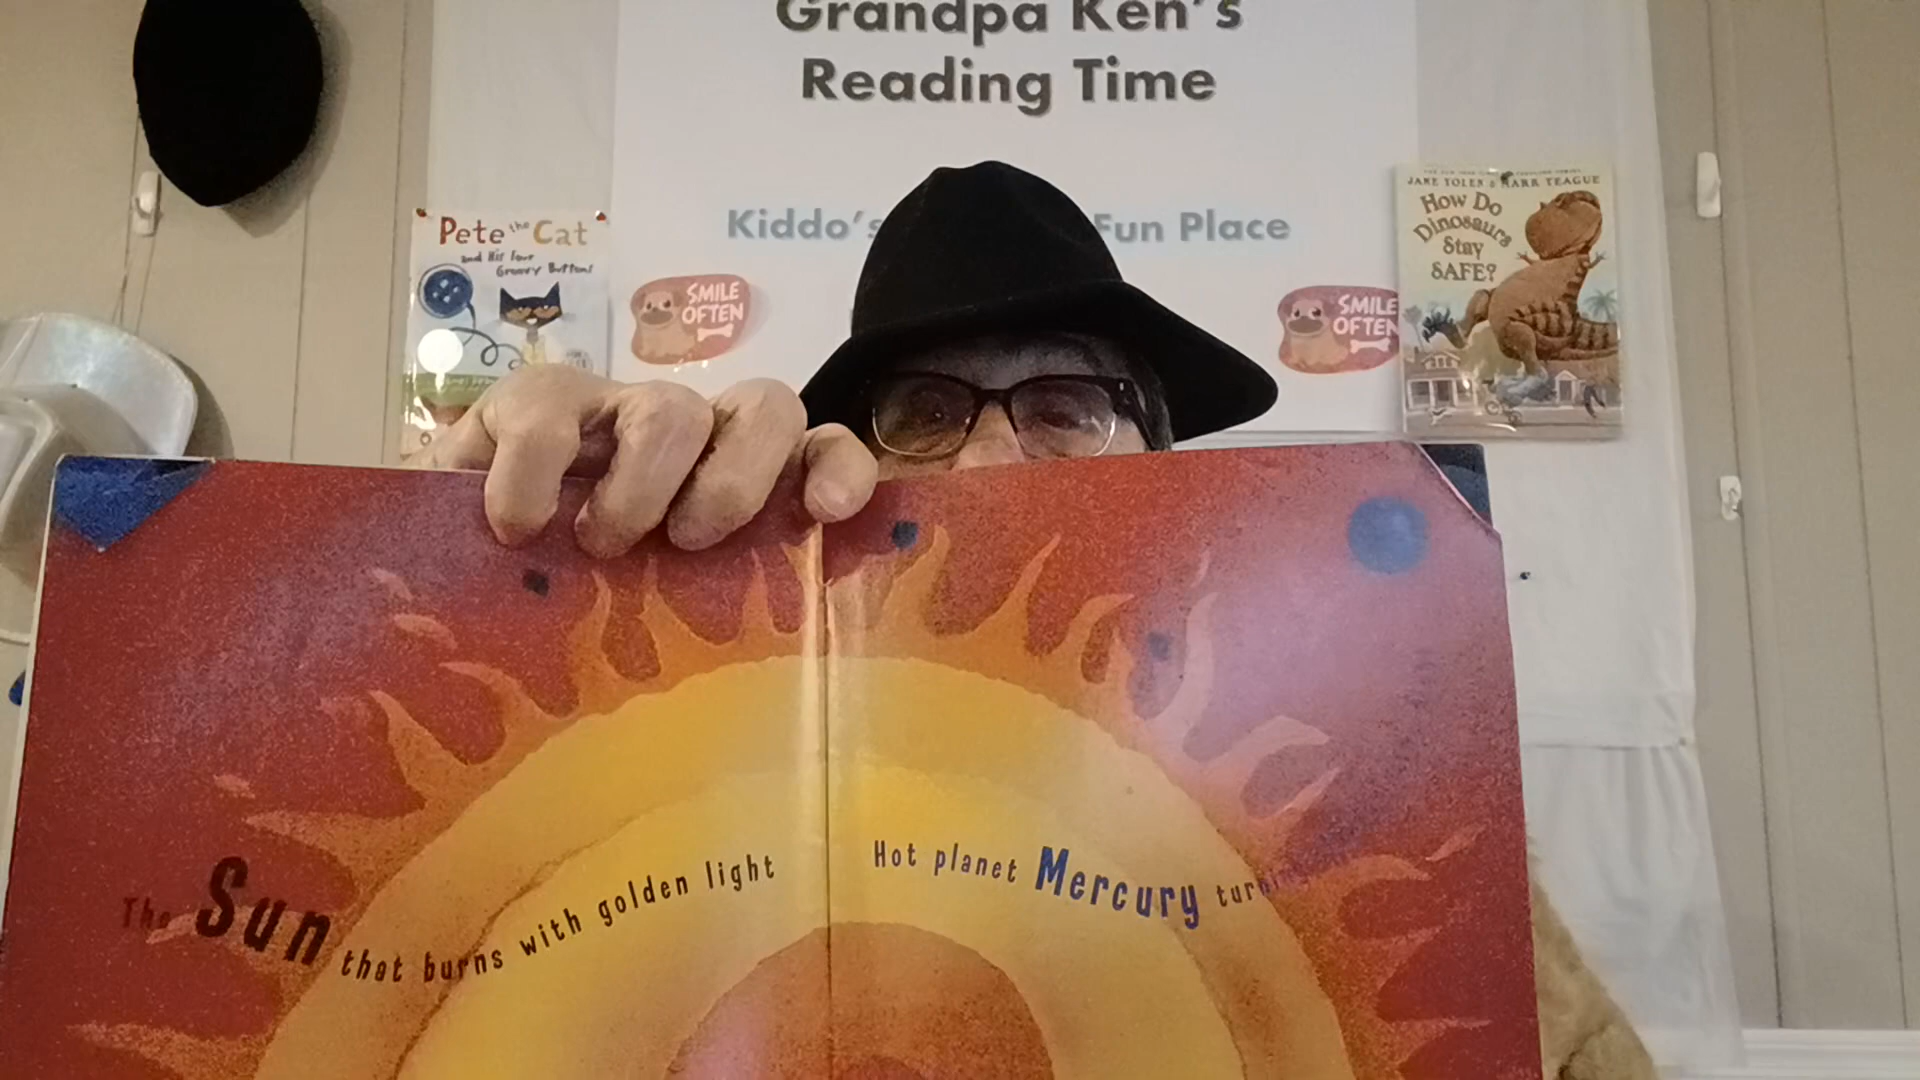 Grandpa Ken's
Reading Time
Kiddo's Fun Place
Pete the Cat
and His Four
Groovy Buttons
SMILE
OFTEN
SMILE
OFTEN
JANE YOLEN & MARK TEAGUE
How Do
Dinosaurs
Stay
SAFE?
The Sun that burns with golden light
Hot planet Mercury